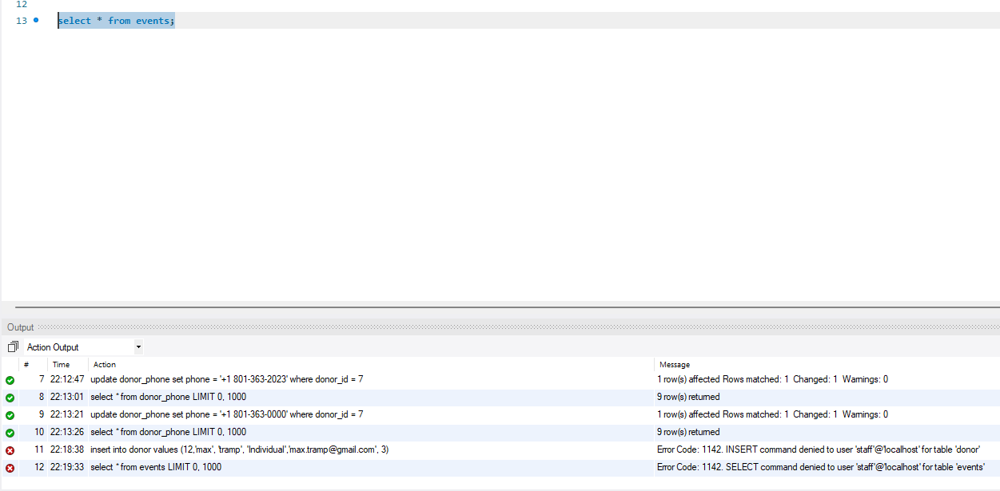 12
13 select * from events;
Output
Action Output
# Time Action Message
7 22:12:47 update donor_phone set phone = '+1 801-363-2023' where donor_id = 7 1 row(s) affected Rows matched: 1 Changed: 1 Warnings: 0
8 22:13:01 select * from donor_phone LIMIT 0, 1000 9 row(s) returned
9 22:13:21 update donor_phone set phone = '+1 801-363-0000' where donor_id = 7 1 row(s) affected Rows matched: 1 Changed: 1 Warnings: 0
10 22:13:26 select * from donor_phone LIMIT 0, 1000 9 row(s) returned
11 22:18:38 insert into donor values (12,'max', 'tramp', 'Individual','max.tramp@gmail.com', 3) Error Code: 1142. INSERT command denied to user 'staff'@'localhost' for table 'donor'
12 22:19:33 select * from events LIMIT 0, 1000 Error Code: 1142. SELECT command denied to user 'staff'@'localhost' for table 'events'